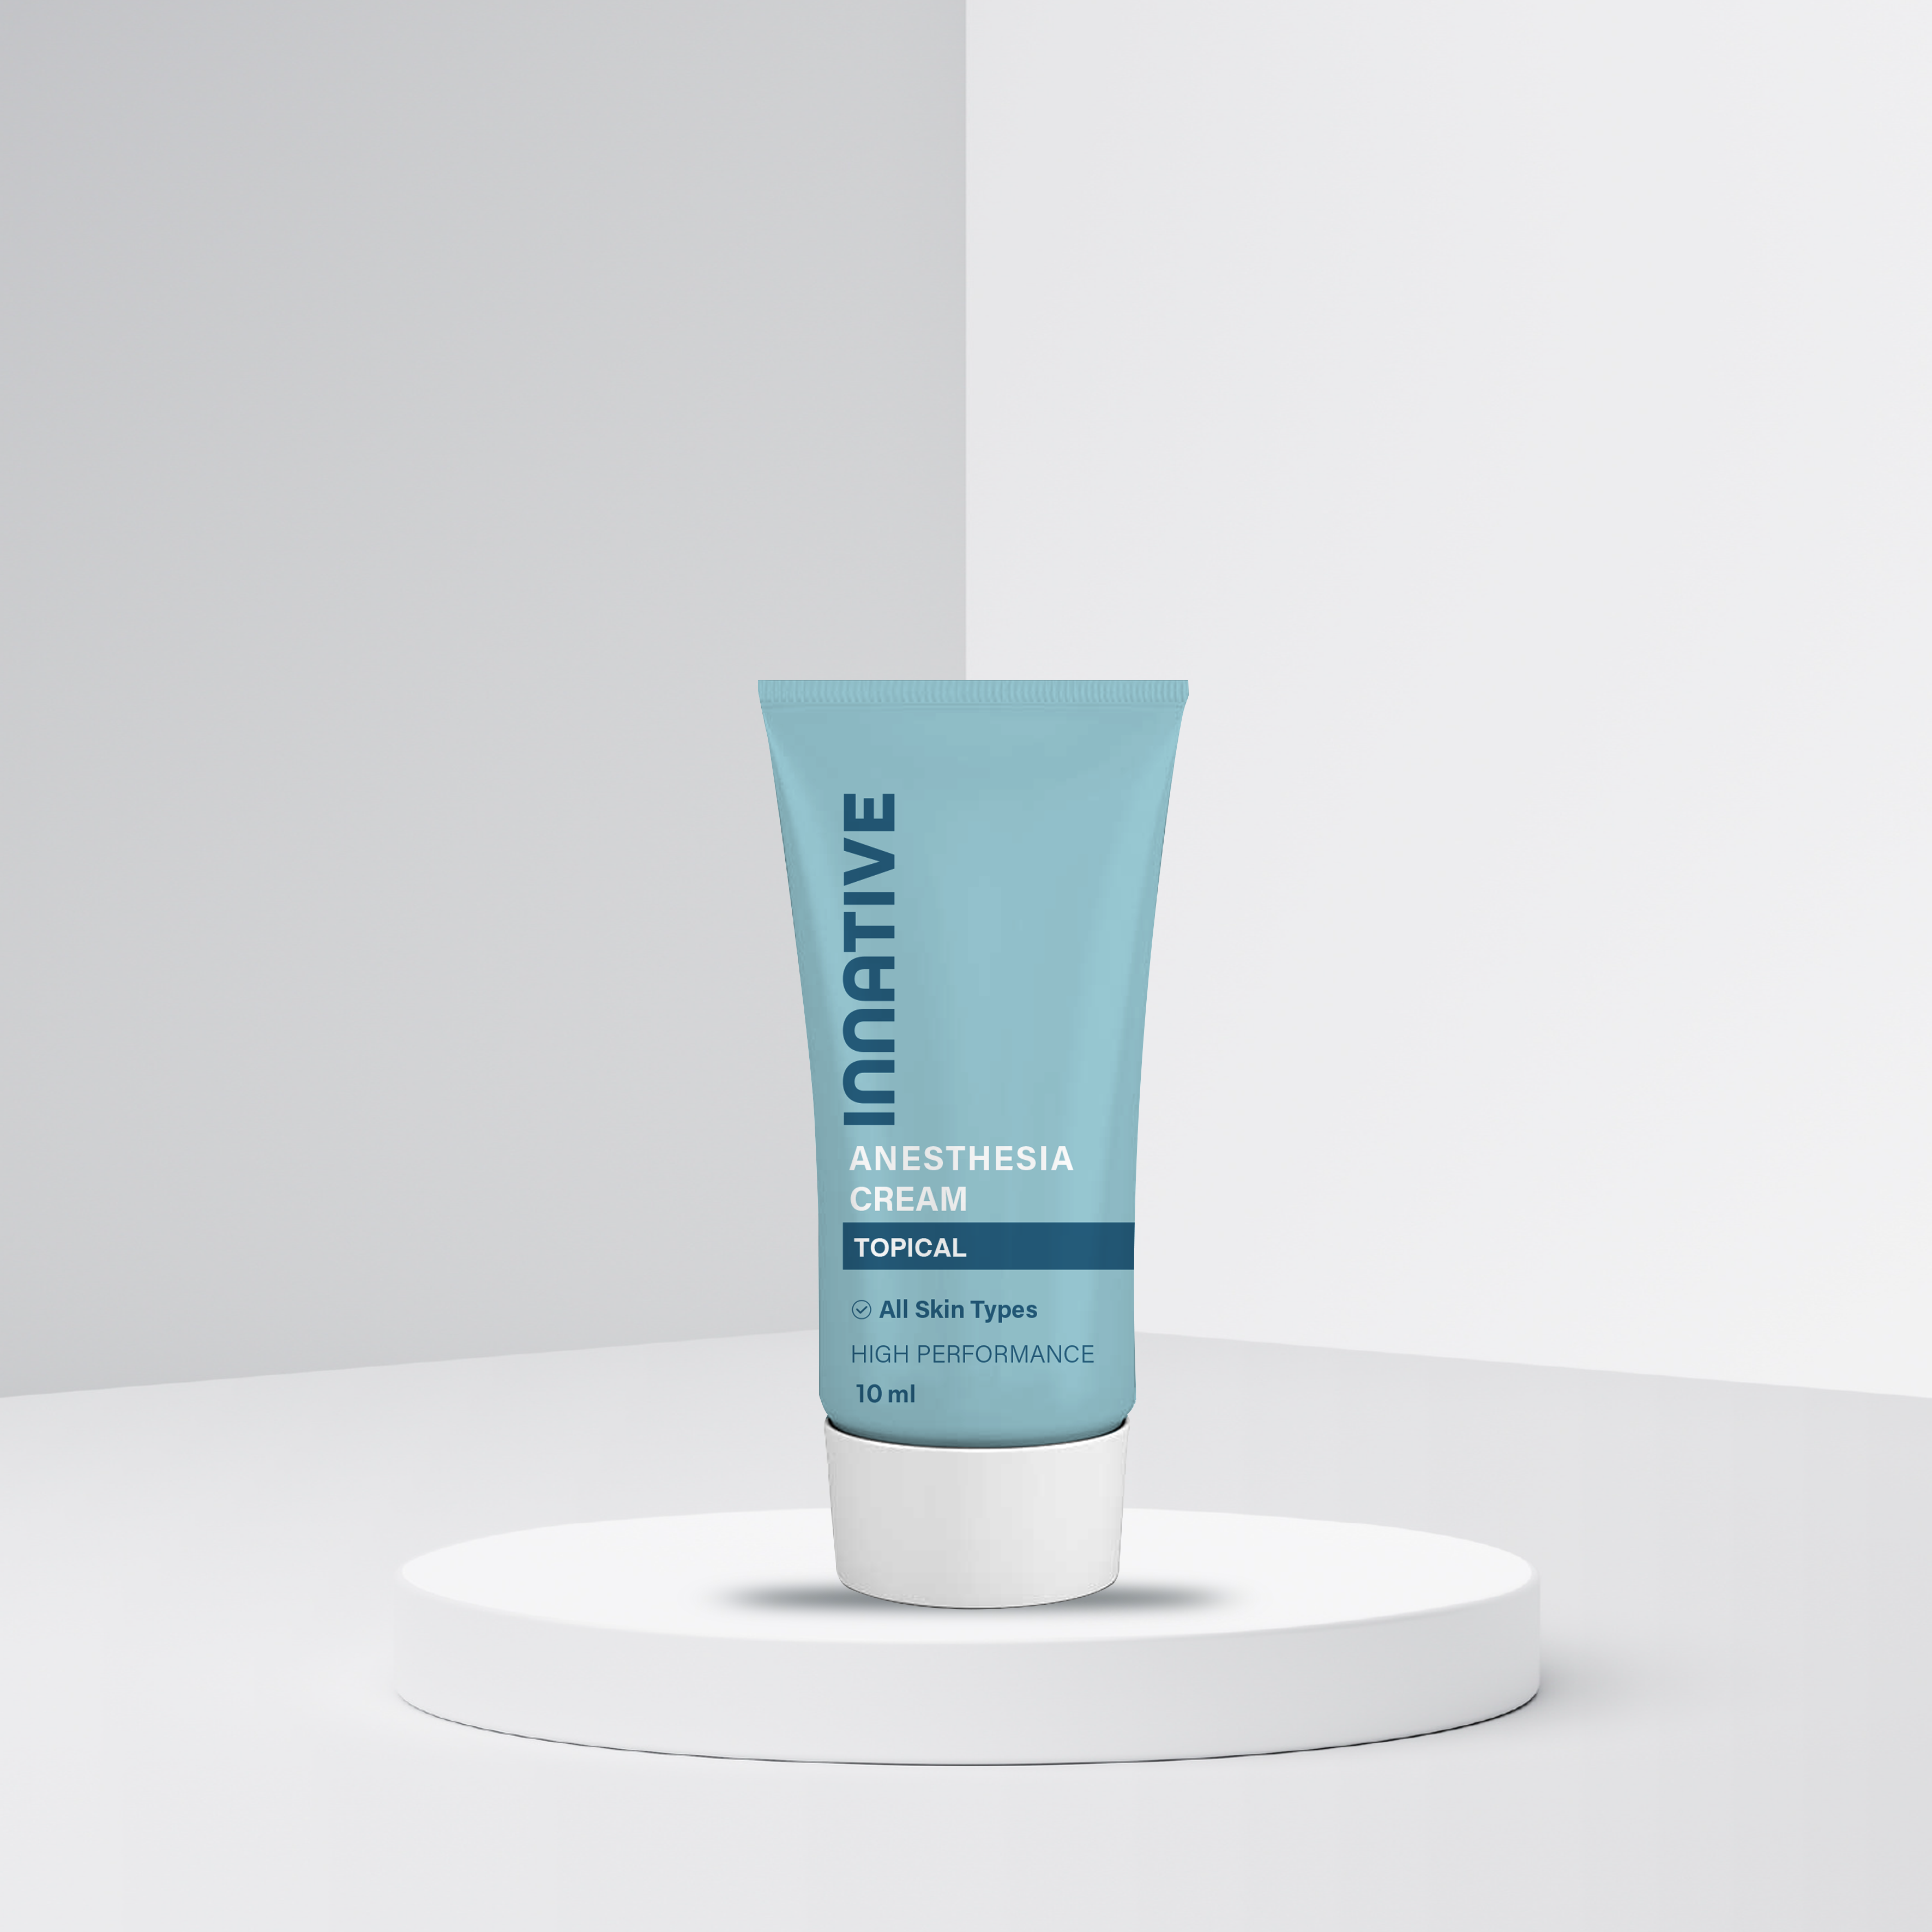 INNATIVE
ANESTHESIA
CREAM
TOPICAL
All Skin Types
HIGH PERFORMANCE
10 ml